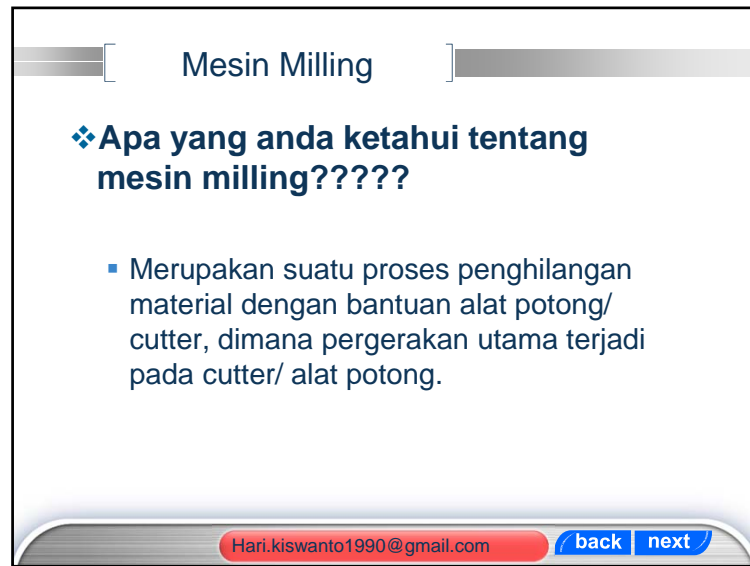 Mesin Milling
Apa yang anda ketahui tentang
mesin milling?????
Merupakan suatu proses penghilangan
material dengan bantuan alat potong/
cutter, dimana pergerakan utama terjadi
pada cutter/ alat potong.
Hari.kiswanto1990@gmail.com
back next